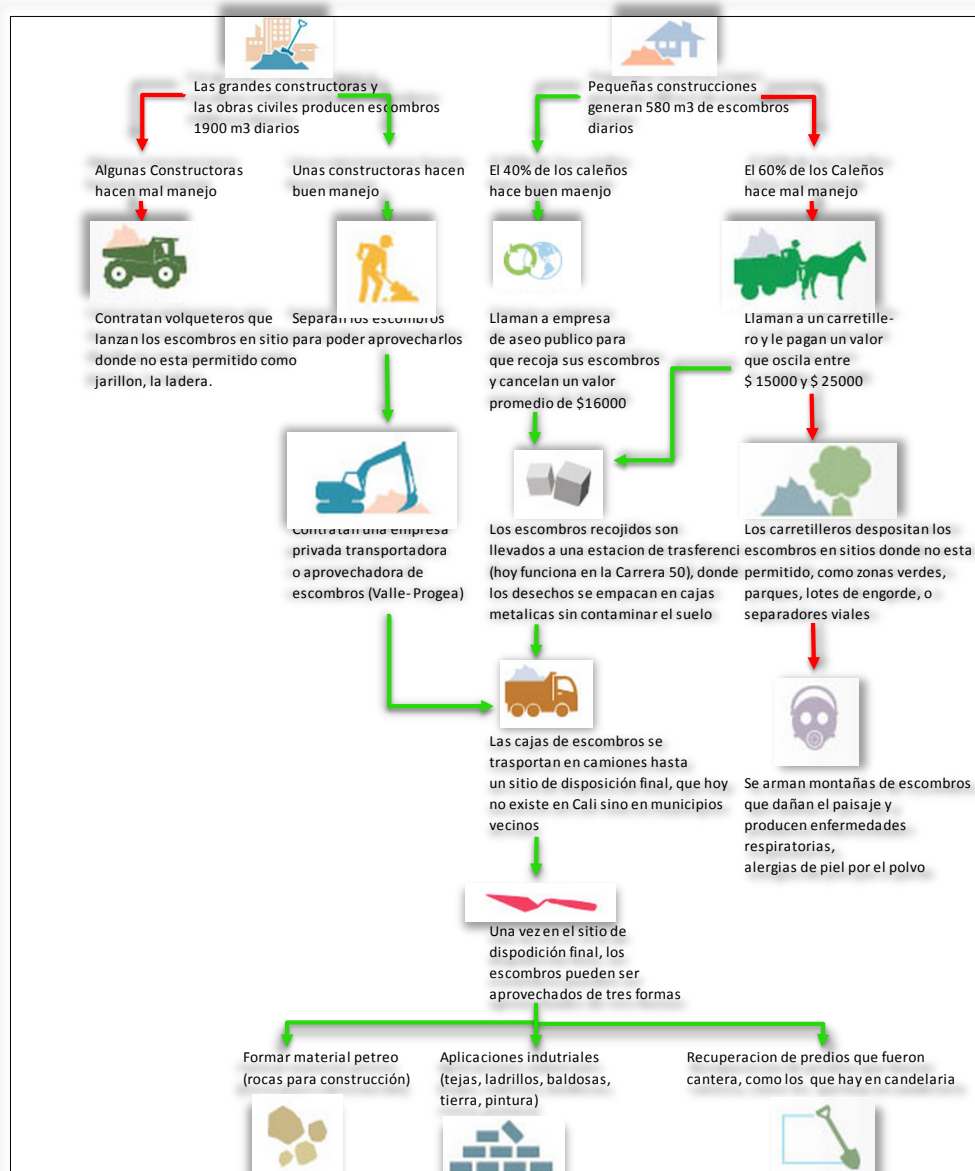 Las grandes constructoras y
las obras civiles producen escombros
1900 m3 diarios
Pequeñas construcciones
generan 580 m3 de escombros
diarios
Algunas Constructoras
hacen mal manejo
Unas constructoras hacen
buen manejo
El 40% de los caleños
hace buen maenjo
El 60% de los Caleños
hace mal manejo
Contratan volqueteros que
lanzan los escombros en sitio
donde no esta permitido como
jarillon, la ladera.
Separan los escombros
para poder aprovecharlos
Llaman a empresa
de aseo publico para
que recoja sus escombros
y cancelan un valor
promedio de $16000
Llaman a un carretille-
ro y le pagan un valor
que oscila entre
$ 15000 y $ 25000
Contratan una empresa
privada transportadora
o aprovechadora de
escombros (Valle- Progea)
Los escombros recojidos son
llevados a una estacion de trasferenci
(hoy funciona en la Carrera 50), donde
los desechos se empacan en cajas
metalicas sin contaminar el suelo
Los carretilleros despositan los
escombros en sitios donde no esta
permitido, como zonas verdes,
parques, lotes de engorde, o
separadores viales
Las cajas de escombros se
trasportan en camiones hasta
un sitio de disposición final, que hoy
no existe en Cali sino en municipios
vecinos
Se arman montañas de escombros
que dañan el paisaje y
producen enfermedades
respiratorias,
alergias de piel por el polvo
Una vez en el sitio de
dispodición final, los
escombros pueden ser
aprovechados de tres formas
Formar material petreo
(rocas para construcción)
Aplicaciones indutriales
(tejas, ladrillos, baldosas,
tierra, pintura)
Recuperacion de predios que fueron
cantera, como los que hay en candelaria